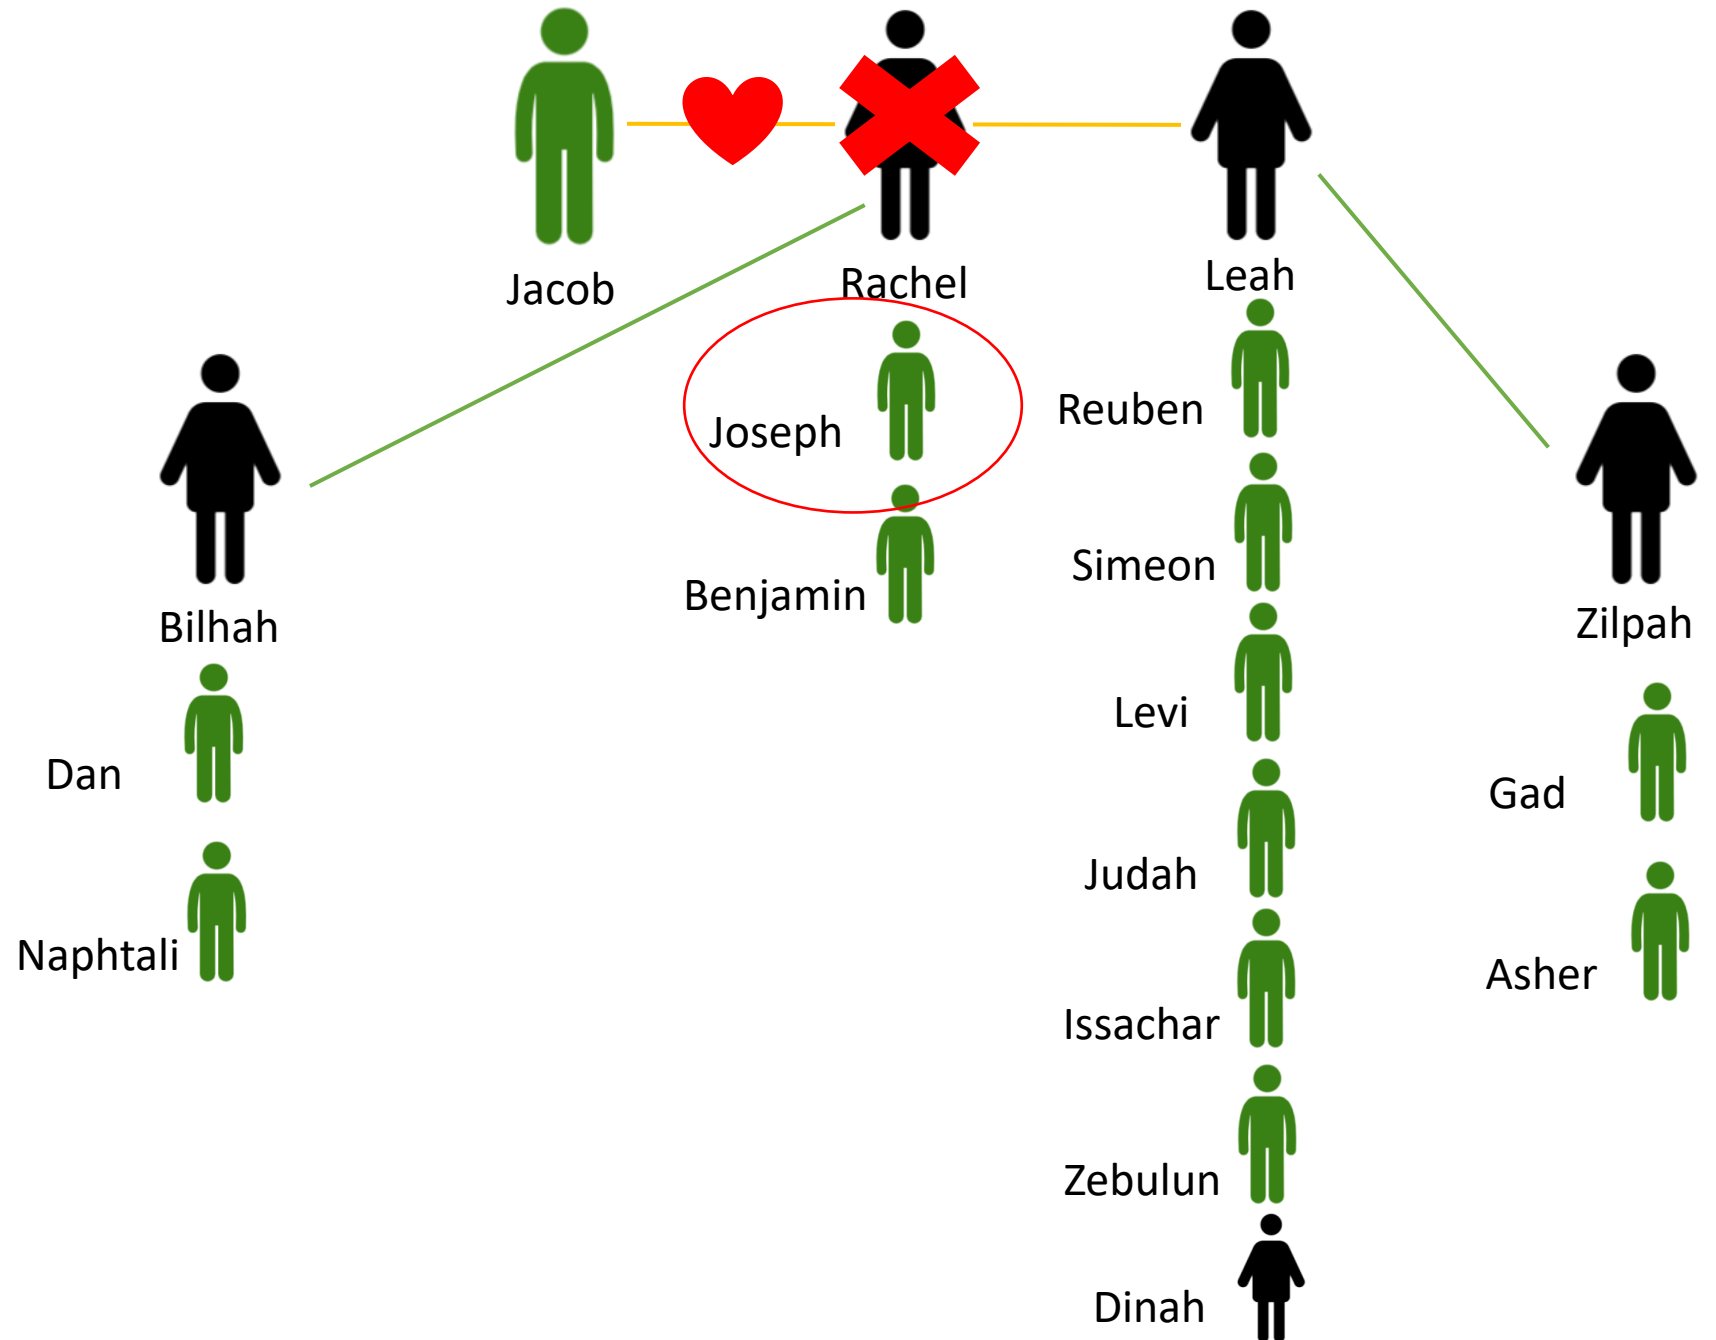 Jacob
Rachel
Leah
Joseph
Reuben
Benjamin
Simeon
Bilhah
Zilpah
Levi
Dan
Gad
Judah
Naphtali
Asher
Issachar
Zebulun
Dinah